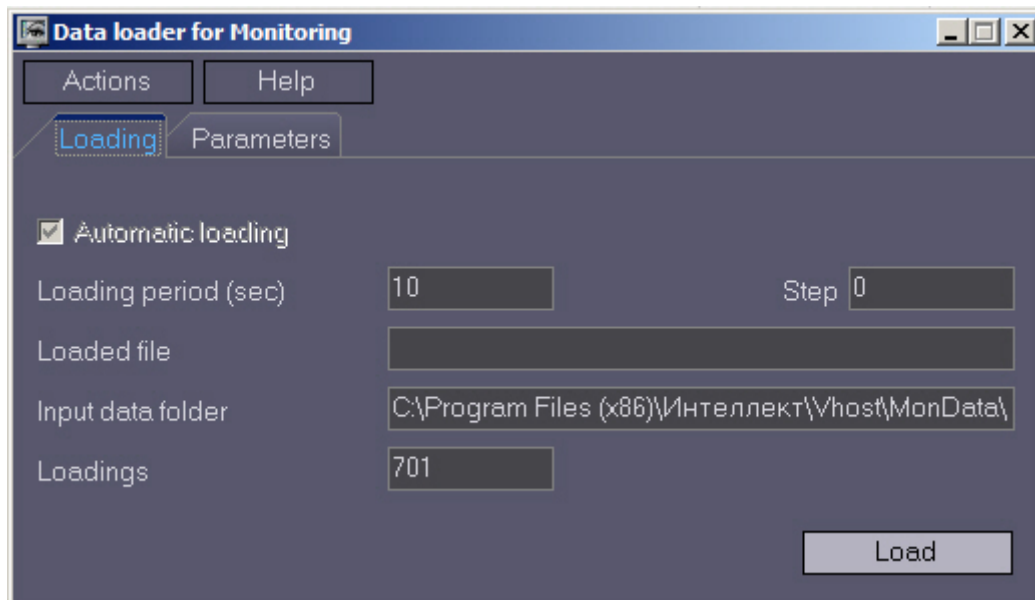 Data loader for Monitoring
Actions Help
Loading Parameters
Automatic loading
Loading period (sec) 10 Step 0
Loaded file
Input data folder C:\Program Files (x86)\Интеллект\Vhost\MonData\
Loadings 701
Load